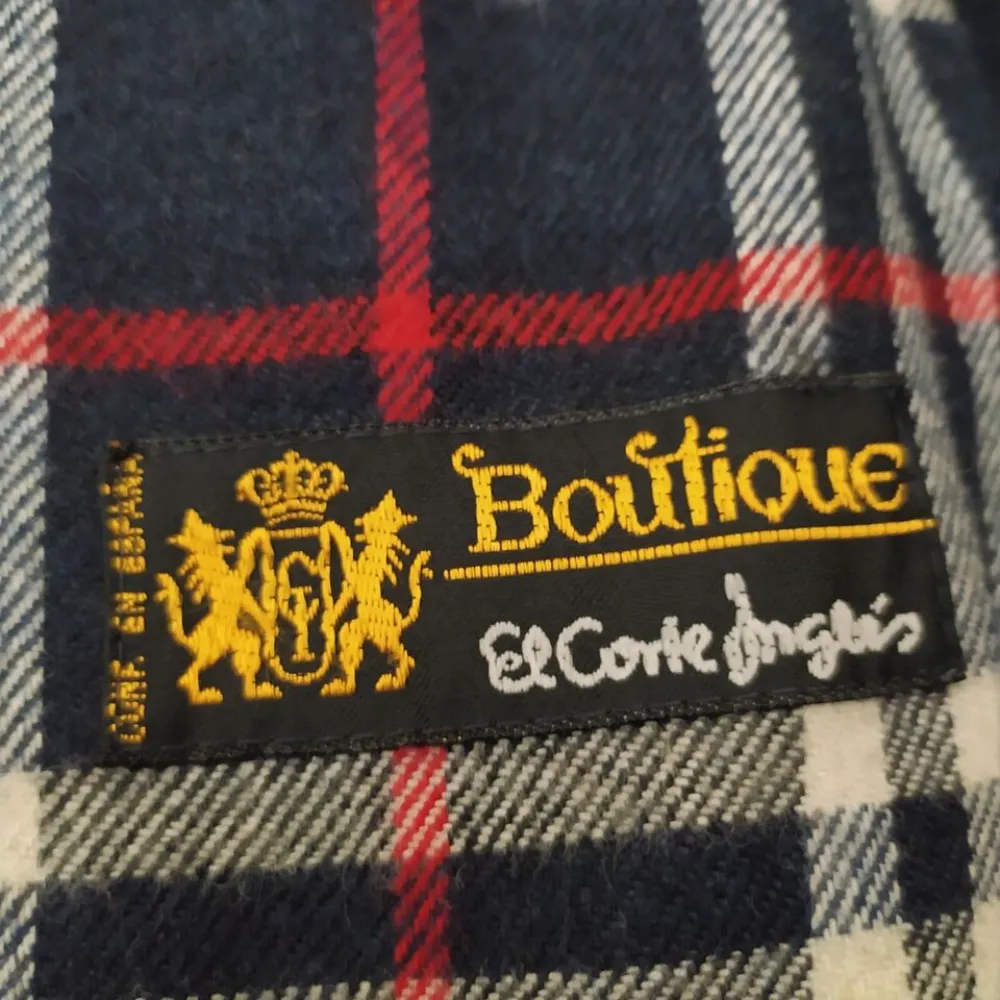 CONF. EN ESPAÑA
Boutique
El Corte Inglés